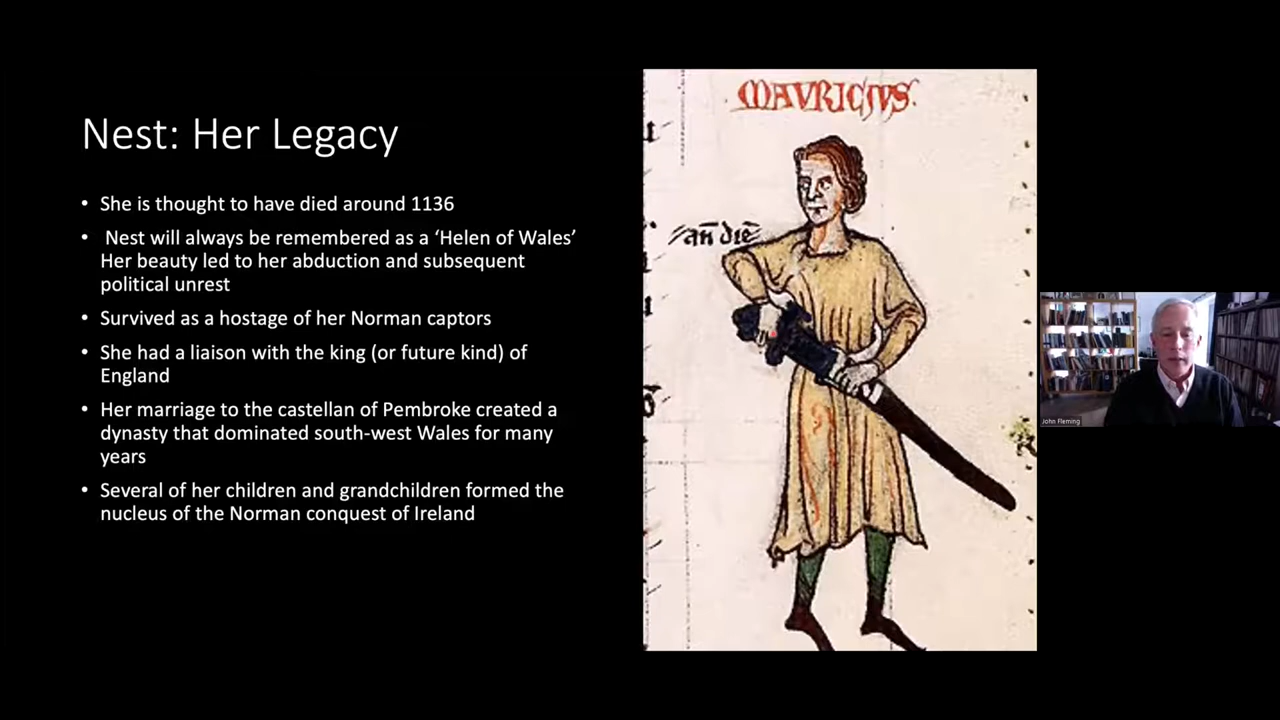 Nest: Her Legacy
• She is thought to have died around 1136
• Nest will always be remembered as a ‘Helen of Wales’
Her beauty led to her abduction and subsequent
political unrest
• Survived as a hostage of her Norman captors
• She had a liaison with the king (or future kind) of
England
• Her marriage to the castellan of Pembroke created a
dynasty that dominated south-west Wales for many
years
• Several of her children and grandchildren formed the
nucleus of the Norman conquest of Ireland
MAVRICIVS.
John Fleming